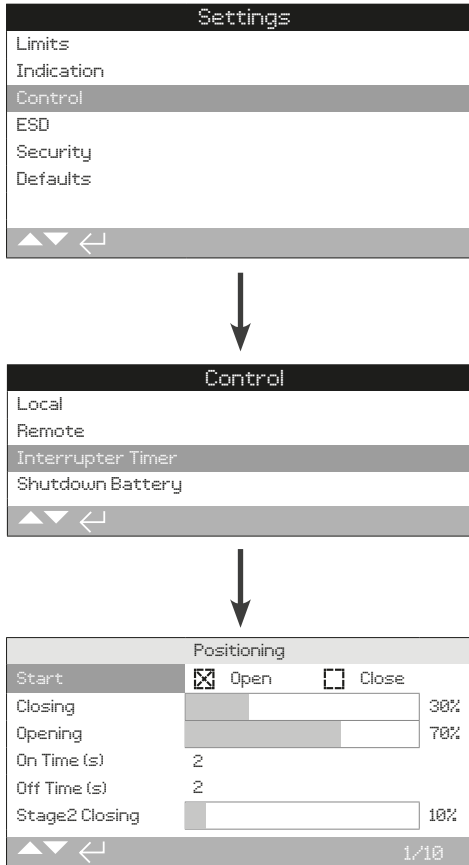 Settings
Limits
Indication
Control
ESD
Security
Defaults
Control
Local
Remote
Interrupter Timer
Shutdown Battery
Positioning
Start Open Close
Closing 30%
Opening 70%
On Time (s) 2
Off Time (s) 2
Stage2 Closing 10%
1/10